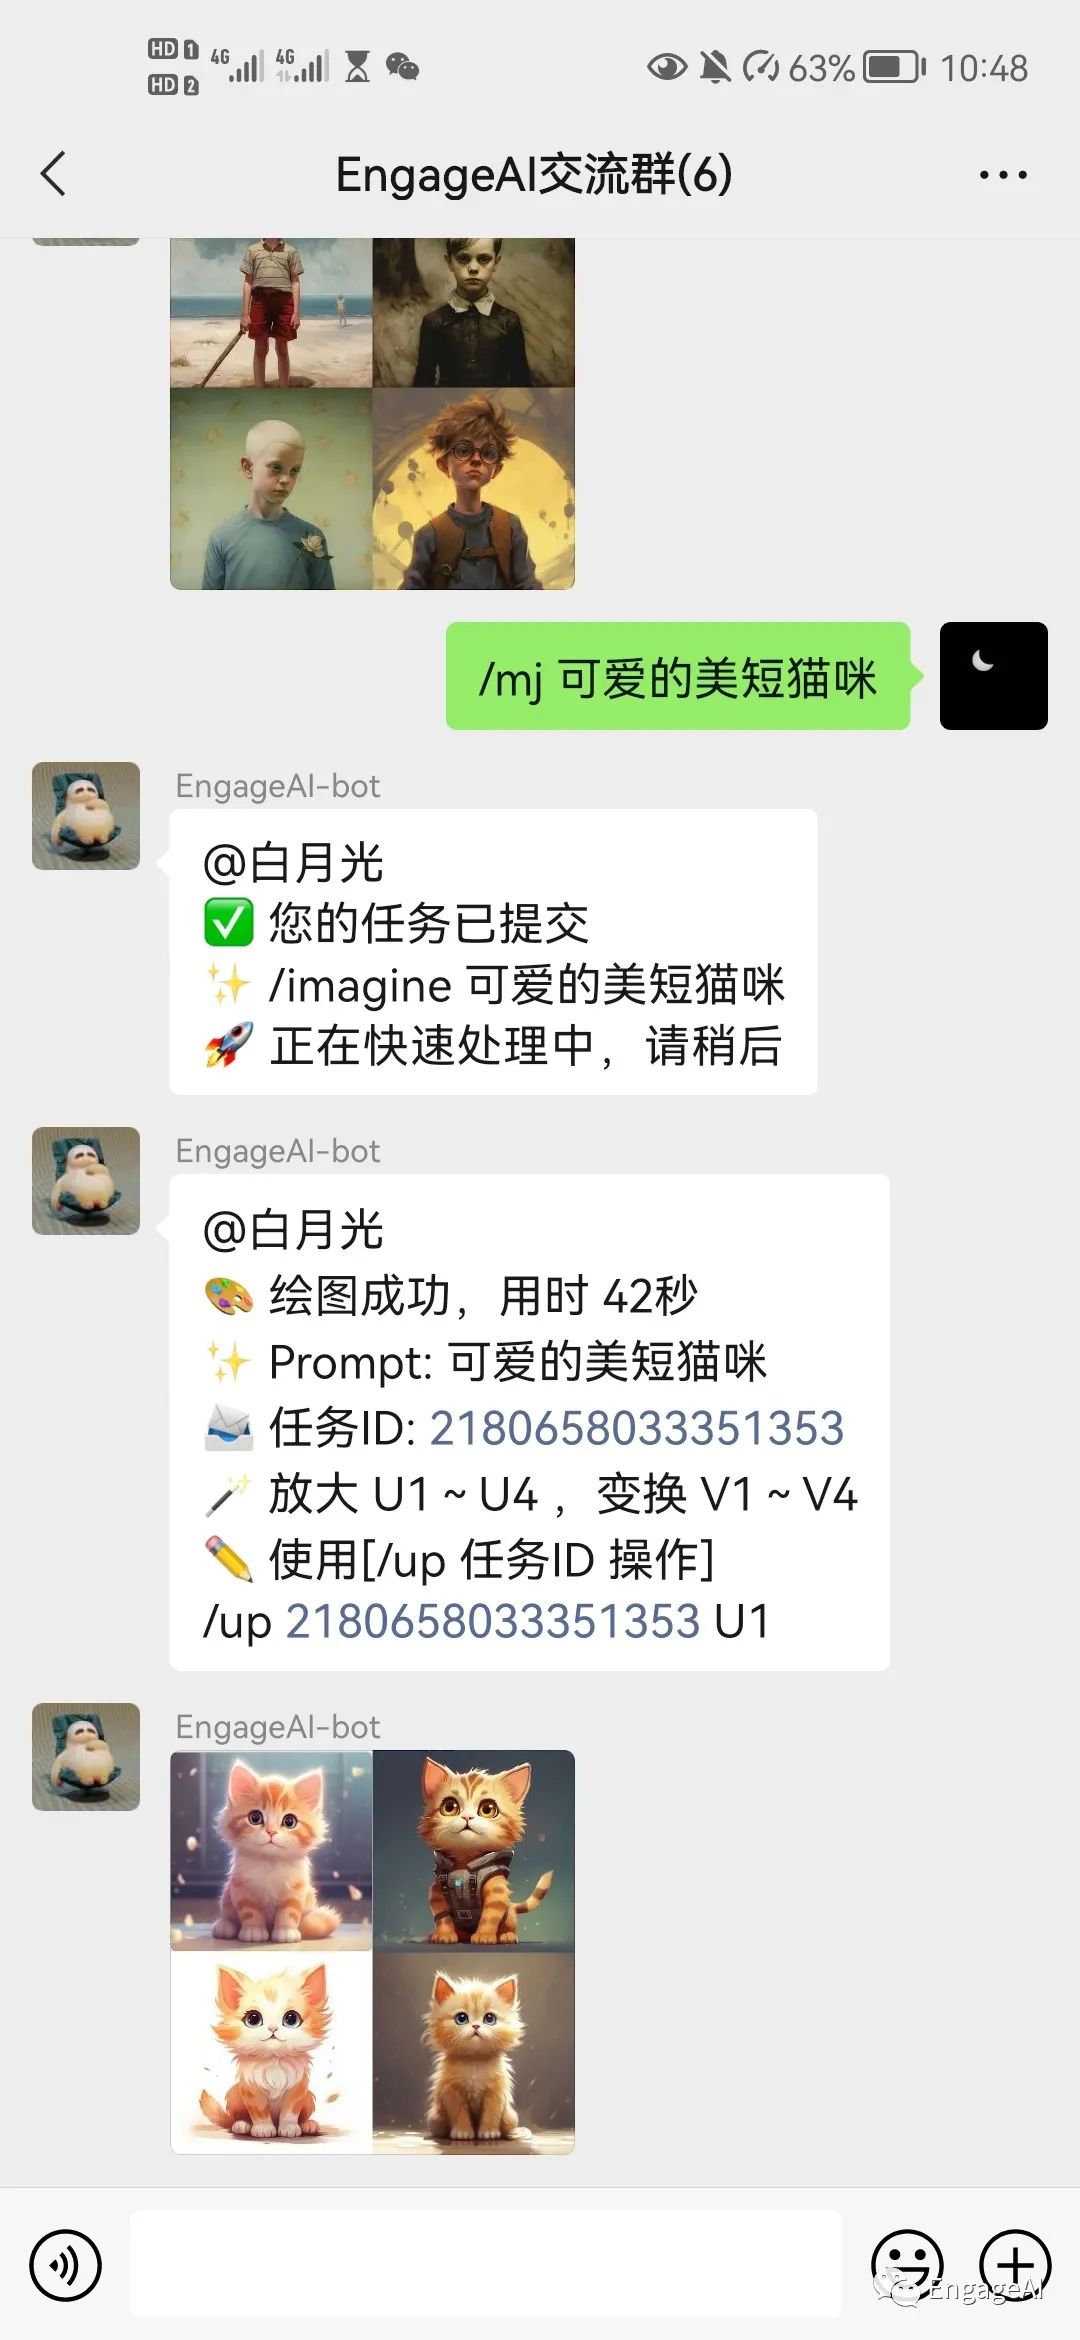 HD 1 4G 4G 63% 10:48
HD 2
EngageAI交流群(6)
/mj 可爱的美短猫咪
EngageAI-bot
@白月光
✅ 您的任务已提交
✨ /imagine 可爱的美短猫咪
🚀 正在快速处理中，请稍后
EngageAI-bot
@白月光
🎨 绘图成功，用时 42秒
✨ Prompt: 可爱的美短猫咪
📨 任务ID: 2180658033351353
🪄 放大 U1 ~ U4 ，变换 V1 ~ V4
✏️ 使用[/up 任务ID 操作]
/up 2180658033351353 U1
EngageAI-bot
EngageAI